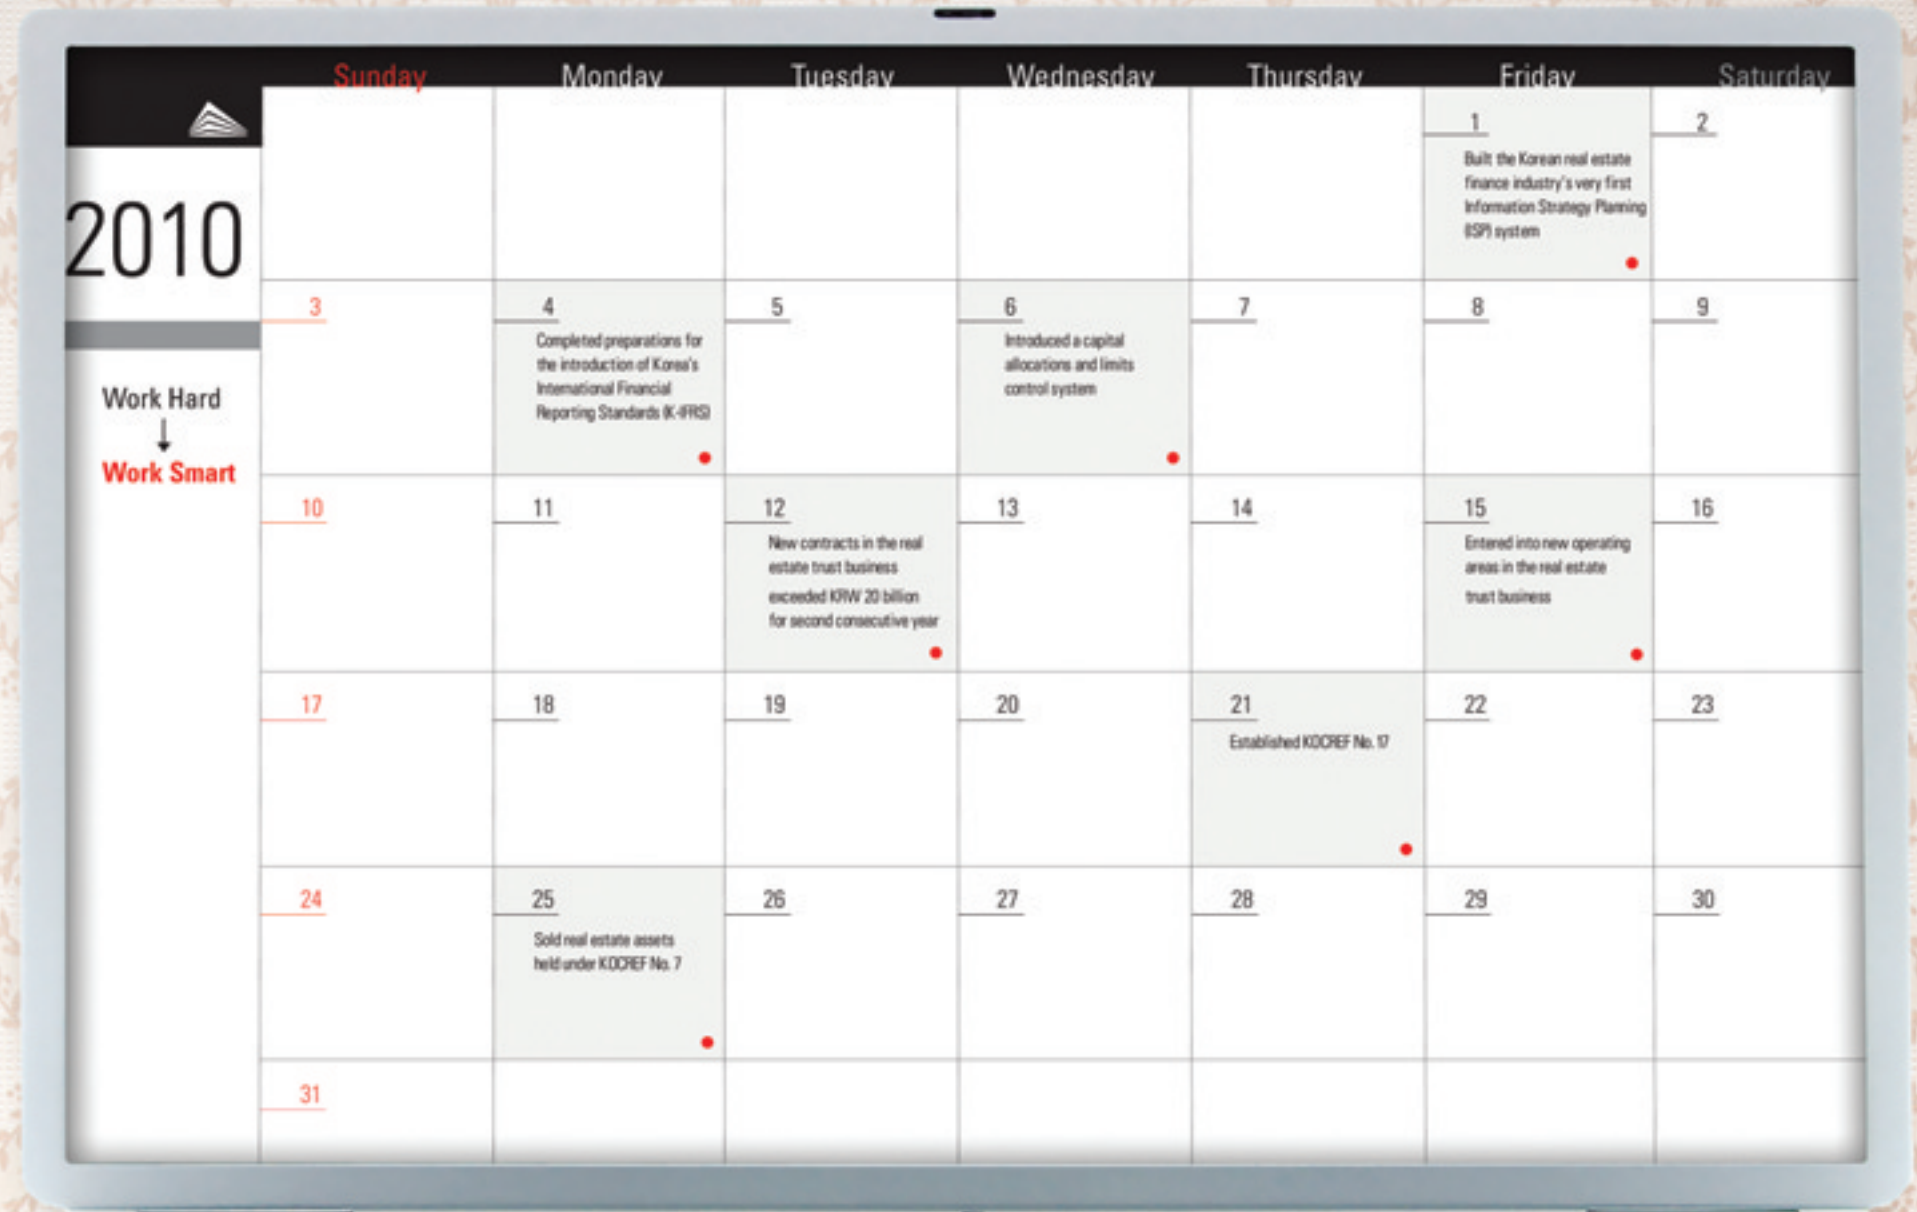 Sunday Monday Tuesday Wednesday Thursday Friday Saturday
2010
Work Hard
Work Smart
1
Built the Korean real estate
finance industry's very first
Information Strategy Planning
(ISP) system
2
3
4
Completed preparations for
the introduction of Korea's
International Financial
Reporting Standards (K-IFRS)
5
6
Introduced a capital
allocations and limits
control system
7
8
9
10
11
12
New contracts in the real
estate trust business
exceeded KRW 20 billion
for second consecutive year
13
14
15
Entered into new operating
areas in the real estate
trust business
16
17
18
19
20
21
Established KOCREF No. 17
22
23
24
25
Sold real estate assets
held under KOCREF No. 7
26
27
28
29
30
31